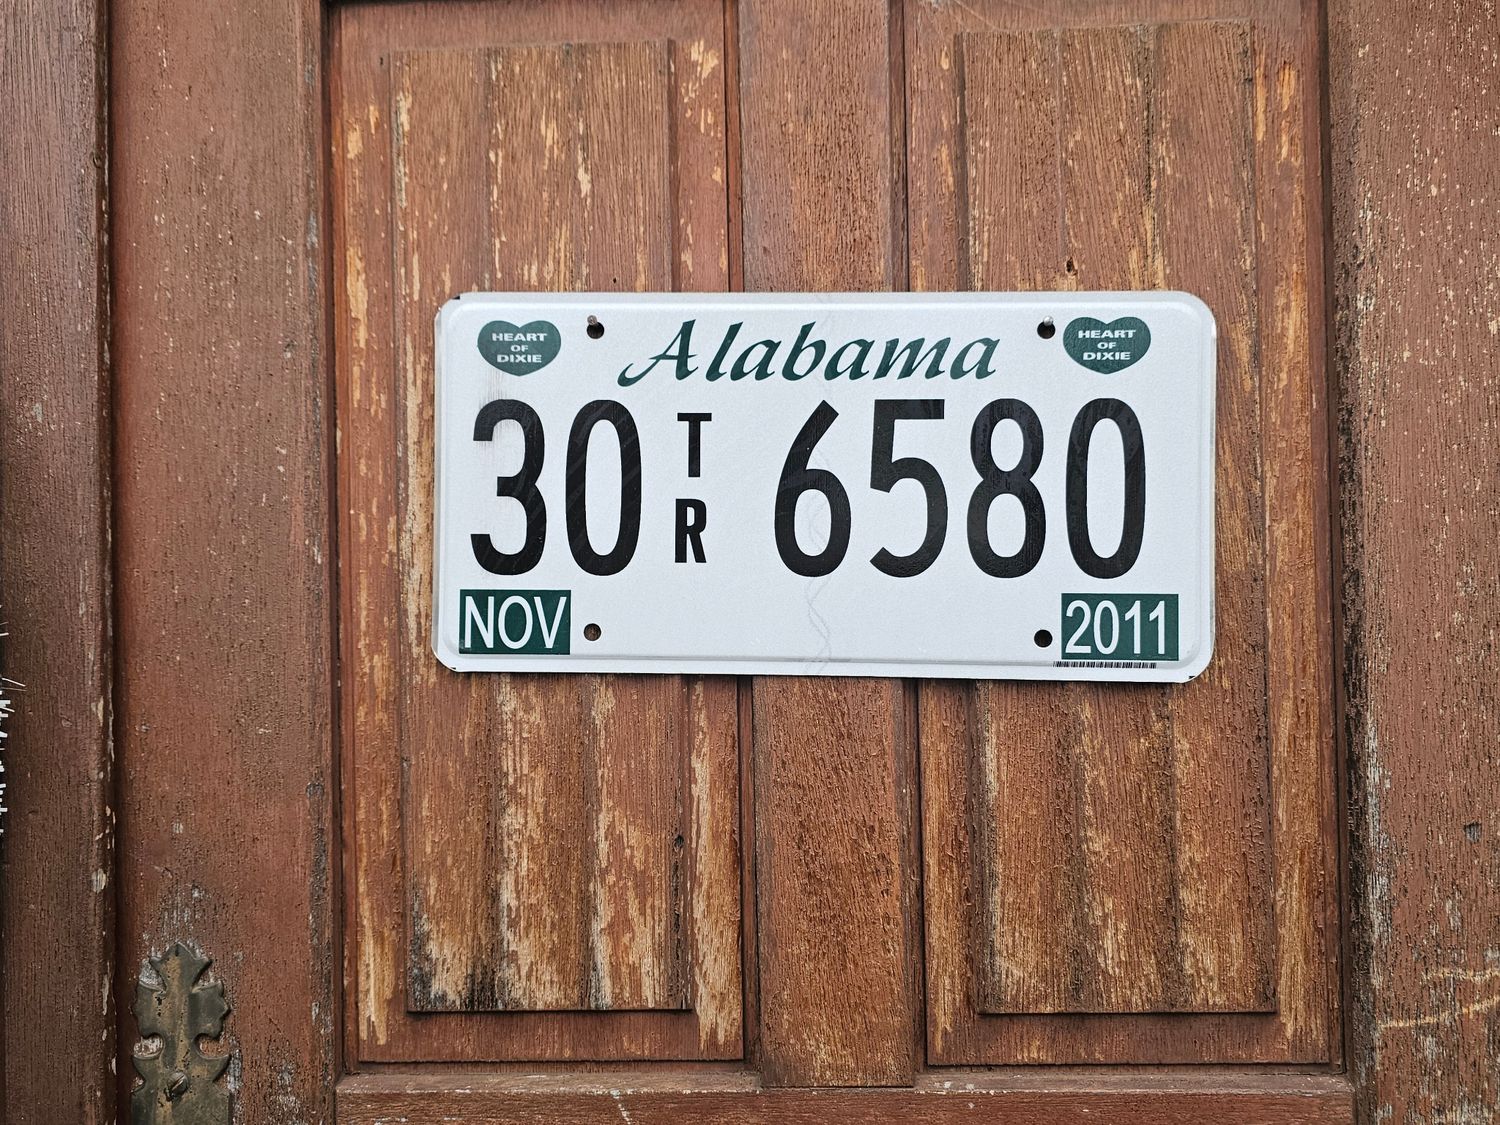 HEART
OF
DIXIE
Alabama
HEART
OF
DIXIE
30 TR 6580
NOV
2011